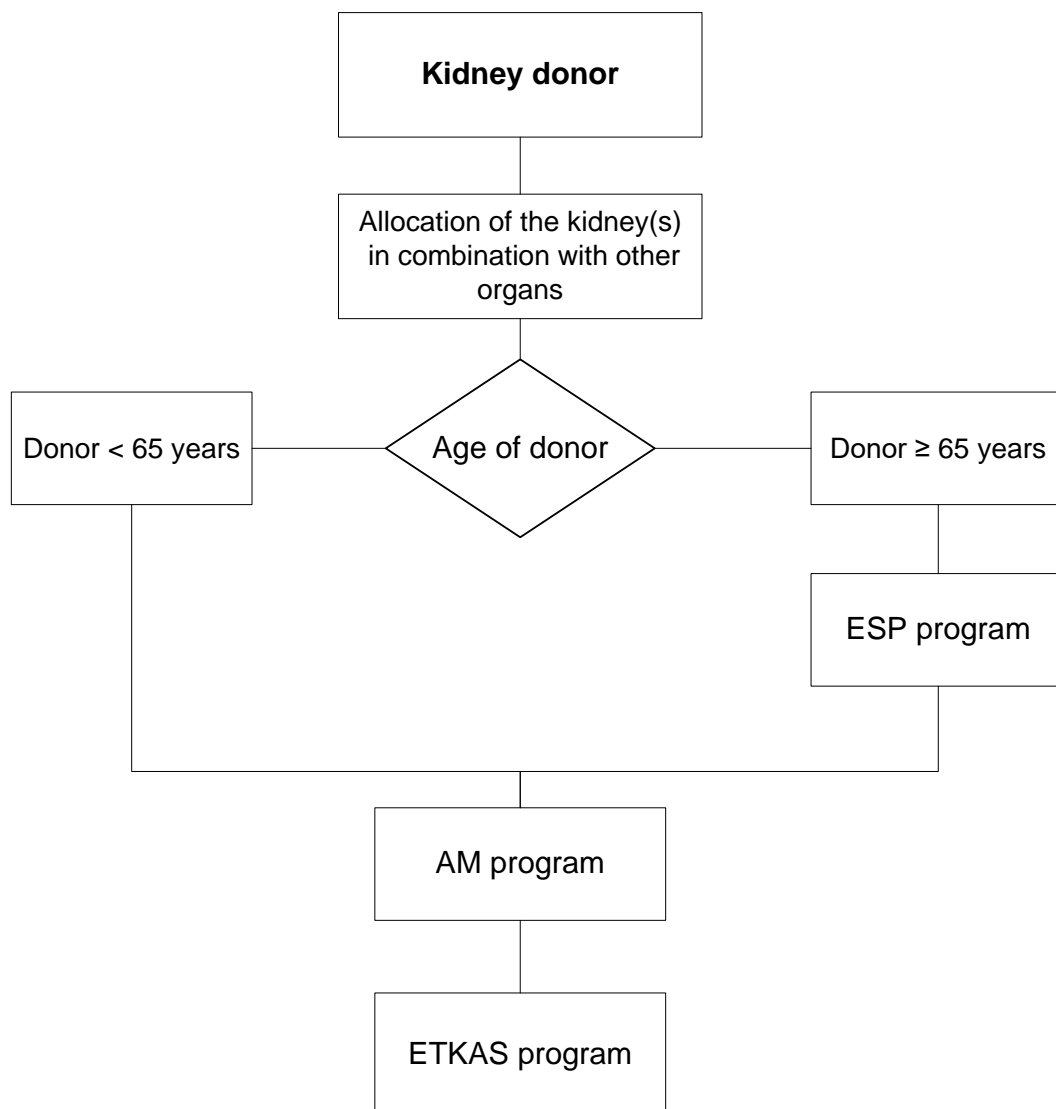 Kidney donor
Allocation of the kidney(s)
in combination with other
organs
Donor < 65 years
Age of donor
Donor ≥ 65 years
ESP program
AM program
ETKAS program